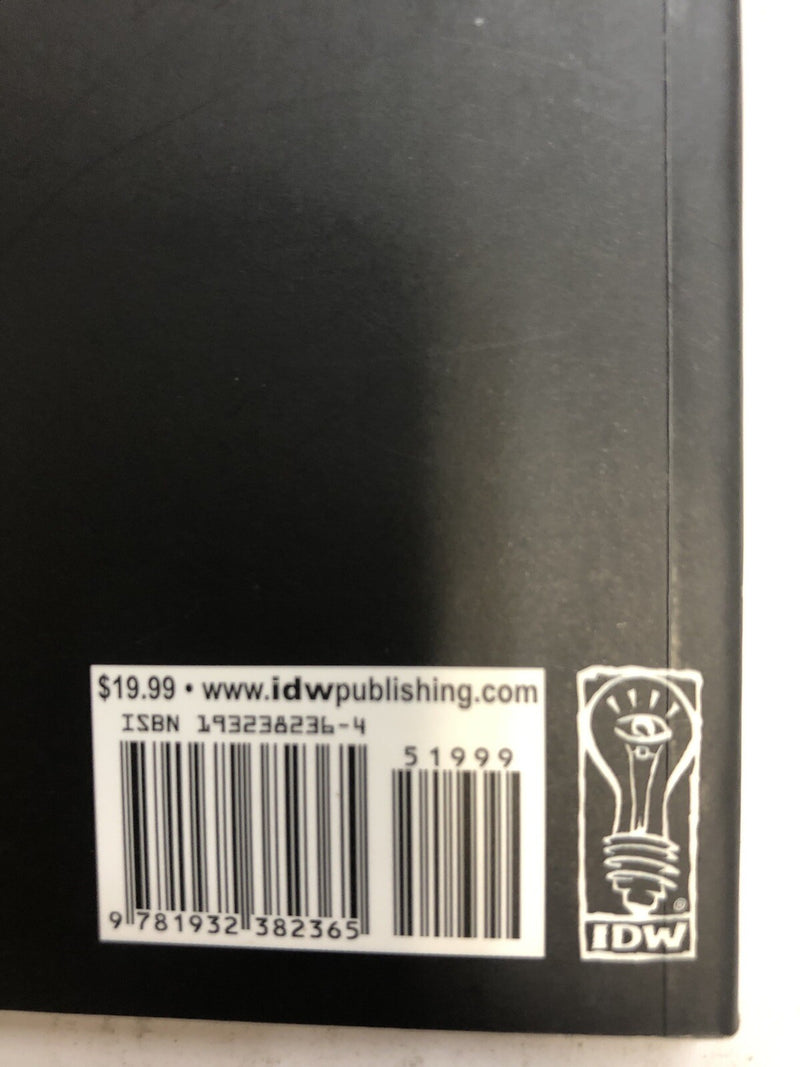 $19.99 • www.idwpublishing.com
ISBN 193238236-4
51999
9 781932 382365
®
IDW